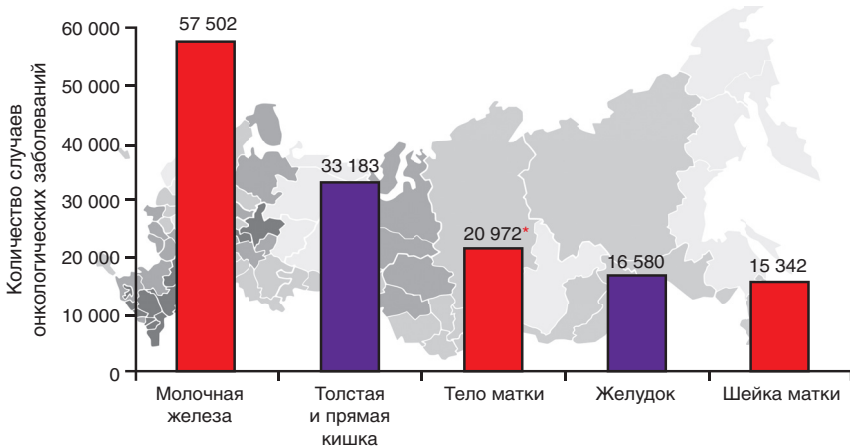 Количество случаев
онкологических заболеваний
60 000
50 000
40 000
30 000
20 000
10 000
0
57 502
33 183
20 972*
16 580
15 342
Молочная
железа
Толстая
и прямая
кишка
Тело матки
Желудок
Шейка матки